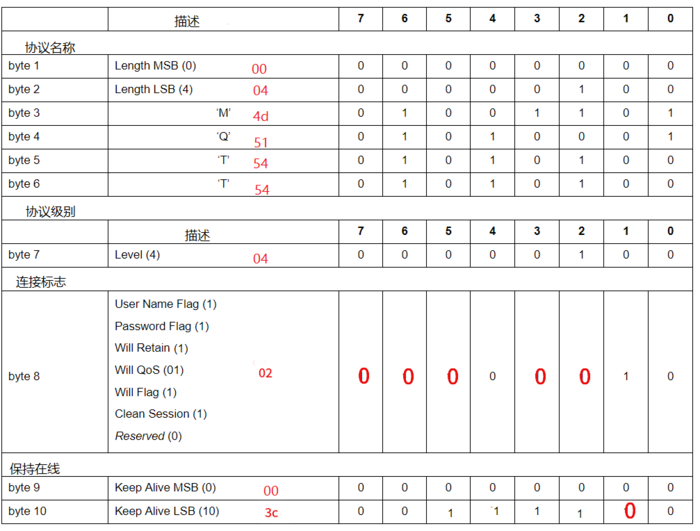 描述 7 6 5 4 3 2 1 0
协议名称
byte 1 Length MSB (0) 00 0 0 0 0 0 0 0 0
byte 2 Length LSB (4) 04 0 0 0 0 0 1 0 0
byte 3 ‘M’ 4d 0 1 0 0 1 1 0 1
byte 4 ‘Q’ 51 0 1 0 1 0 0 0 1
byte 5 ‘T’ 54 0 1 0 1 0 1 0 0
byte 6 ‘T’ 54 0 1 0 1 0 1 0 0
协议级别
描述 7 6 5 4 3 2 1 0
byte 7 Level (4) 04 0 0 0 0 0 1 0 0
连接标志
User Name Flag (1)
Password Flag (1)
Will Retain (1)
byte 8 Will QoS (01) 02 0 0 0 0 0 0 1 0
Will Flag (1)
Clean Session (1)
Reserved (0)
保持在线
byte 9 Keep Alive MSB (0) 00 0 0 0 0 0 0 0 0
byte 10 Keep Alive LSB (10) 3c 0 0 1 1 1 1 0 0